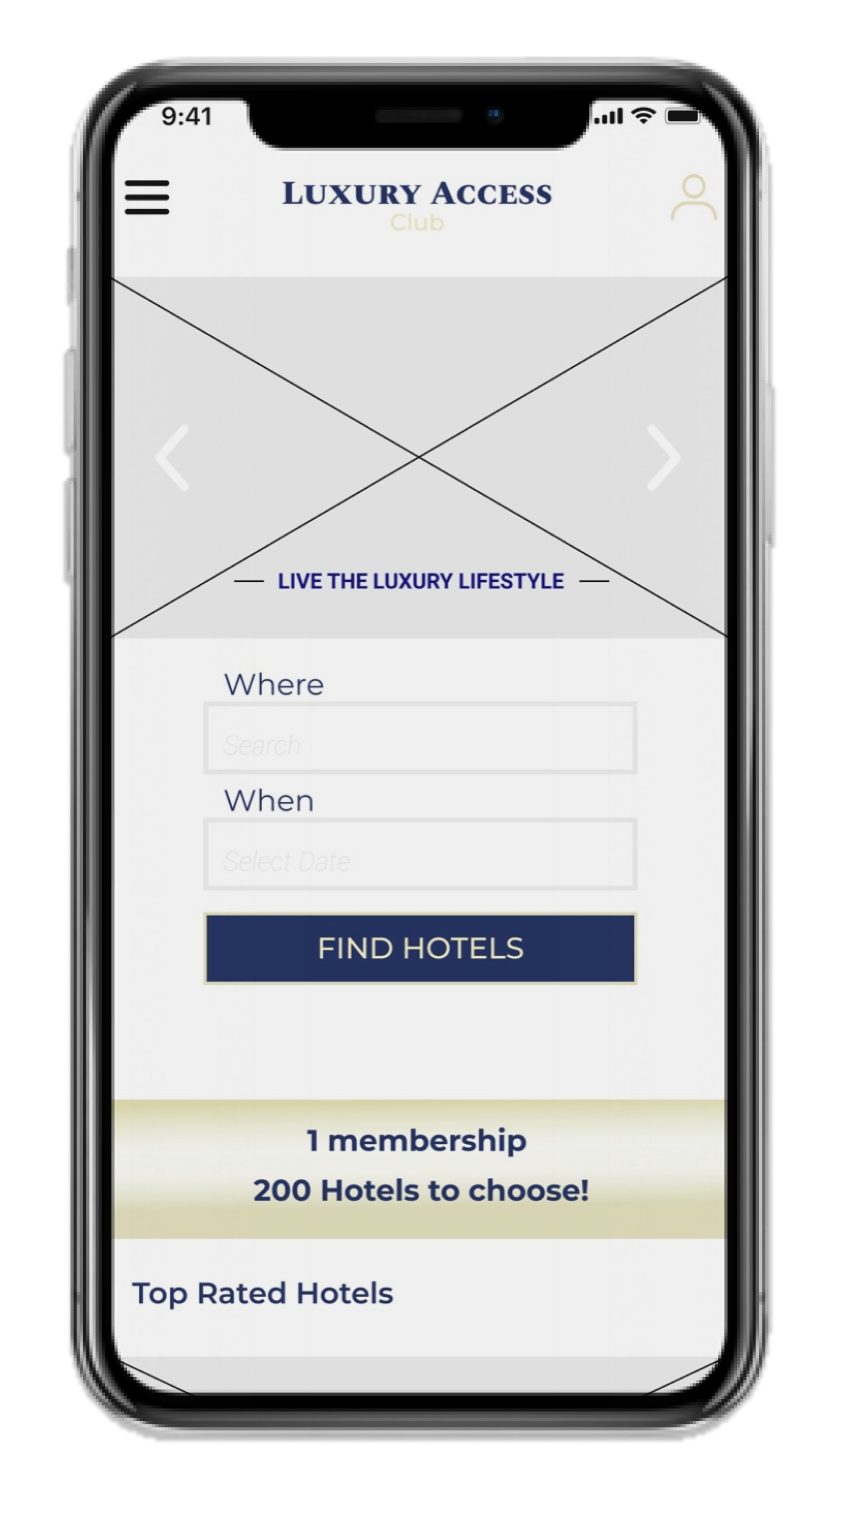 9:41
LUXURY ACCESS
Club
LIVE THE LUXURY LIFESTYLE
Where
Search
When
Select Date
FIND HOTELS
1 membership
200 Hotels to choose!
Top Rated Hotels